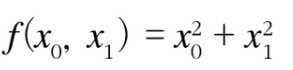 f(x₀, x₁) = x₀² + x₁²